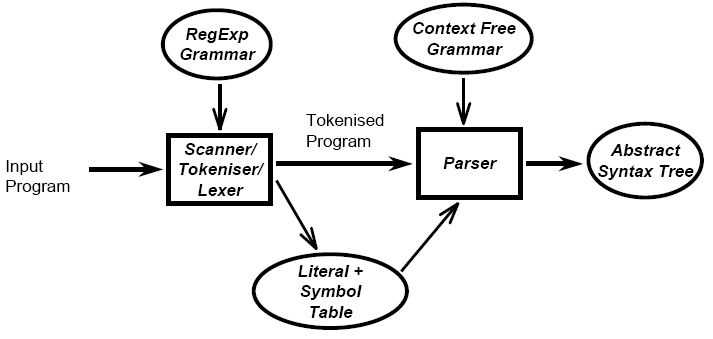 RegExp
Grammar
Context Free
Grammar
Tokenised
Program
Input
Program
Scanner/
Tokeniser/
Lexer
Parser
Abstract
Syntax Tree
Literal +
Symbol
Table